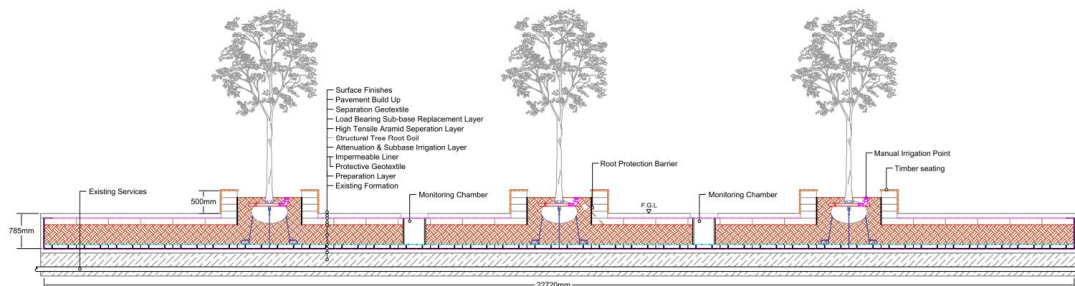 Surface Finishes
Pavement Build Up
Separation Geotextile
Load Bearing Sub-base Replacement Layer
High Tensile Aramid Seperation Layer
Structural Tree Root Soil
Attenuation & Subbase Irrigation Layer
Impermeable Liner
Protective Geotextile
Preparation Layer
Existing Formation
Manual Irrigation Point
Root Protection Barrier
Timber seating
Existing Services
500mm
Monitoring Chamber
Monitoring Chamber
F.G.L
785mm
22720mm